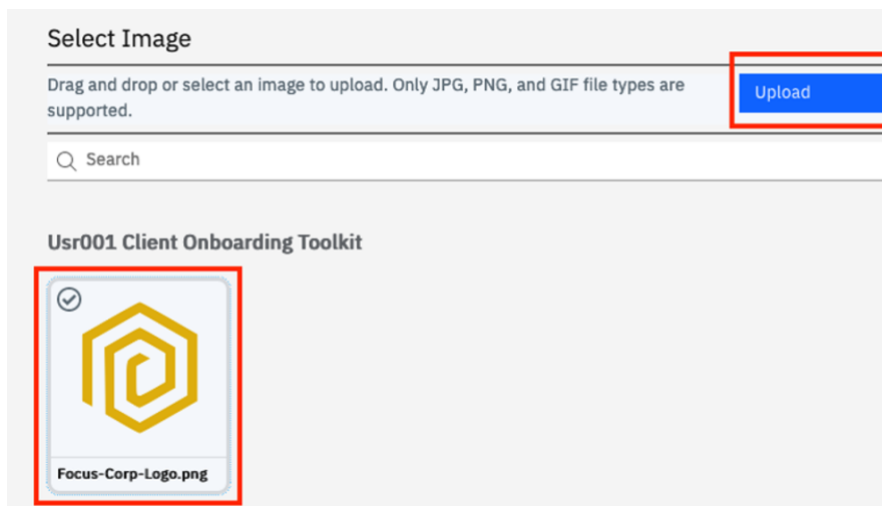 Select Image
Drag and drop or select an image to upload. Only JPG, PNG, and GIF file types are
supported.
Upload
Search
Usr001 Client Onboarding Toolkit
Focus-Corp-Logo.png